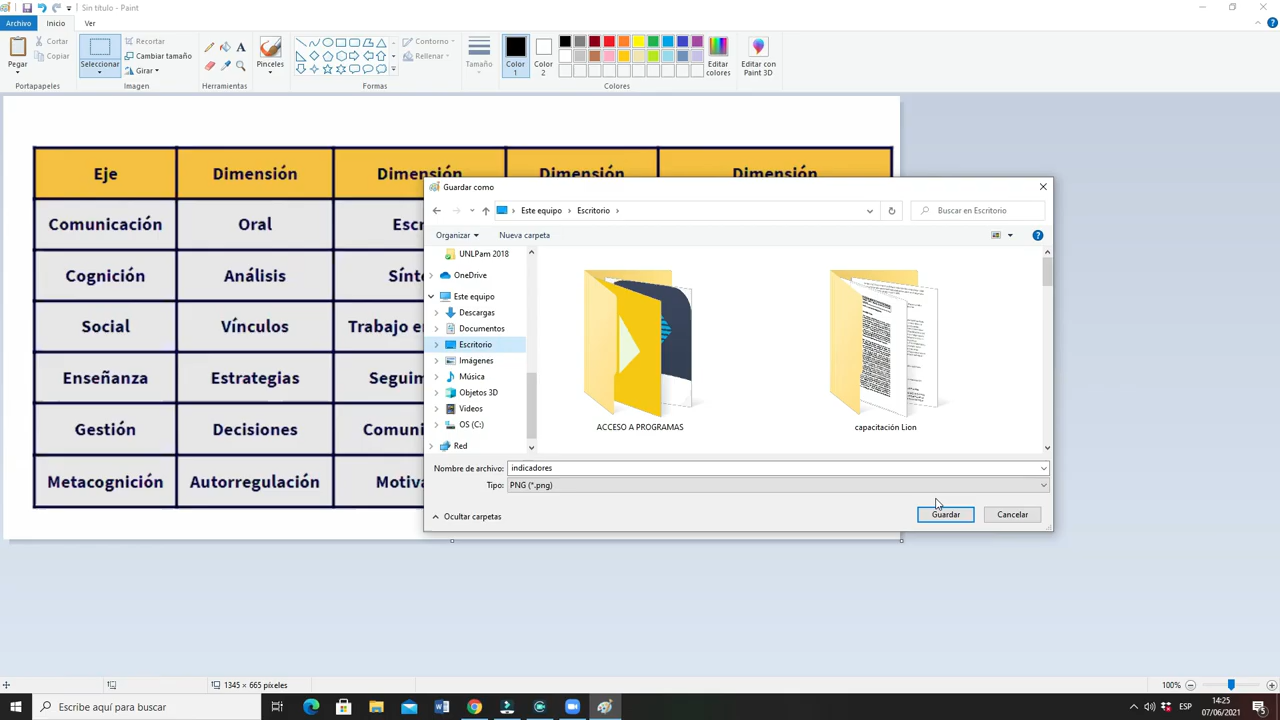 Sin título - Paint
Archivo Inicio Ver
Pegar
Cortar
Copiar
Portapapeles
Seleccionar
Recortar
Cambiar tamaño
Girar
Imagen
Herramientas
Pinceles
Contorno
Rellenar
Formas
Tamaño
Color 1
Color 2
Editar colores
Colores
Editar con Paint 3D
Eje Dimensión Dimensión Dimensión Dimensión
Comunicación Oral
Cognición Análisis
Social Vínculos
Enseñanza Estrategias
Gestión Decisiones
Metacognición Autorregulación
Guardar como
Este equipo Escritorio
Buscar en Escritorio
Organizar Nueva carpeta
UNLPam 2018
OneDrive
Este equipo
Descargas
Documentos
Escritorio
Imágenes
Música
Objetos 3D
Videos
OS (C:)
Red
ACCESO A PROGRAMAS
capacitación Lion
Nombre de archivo: indicadores
Tipo: PNG (*.png)
Ocultar carpetas
Guardar Cancelar
1345 × 665 píxeles
100%
Escribe aquí para buscar
ESP
14:25
07/06/2021